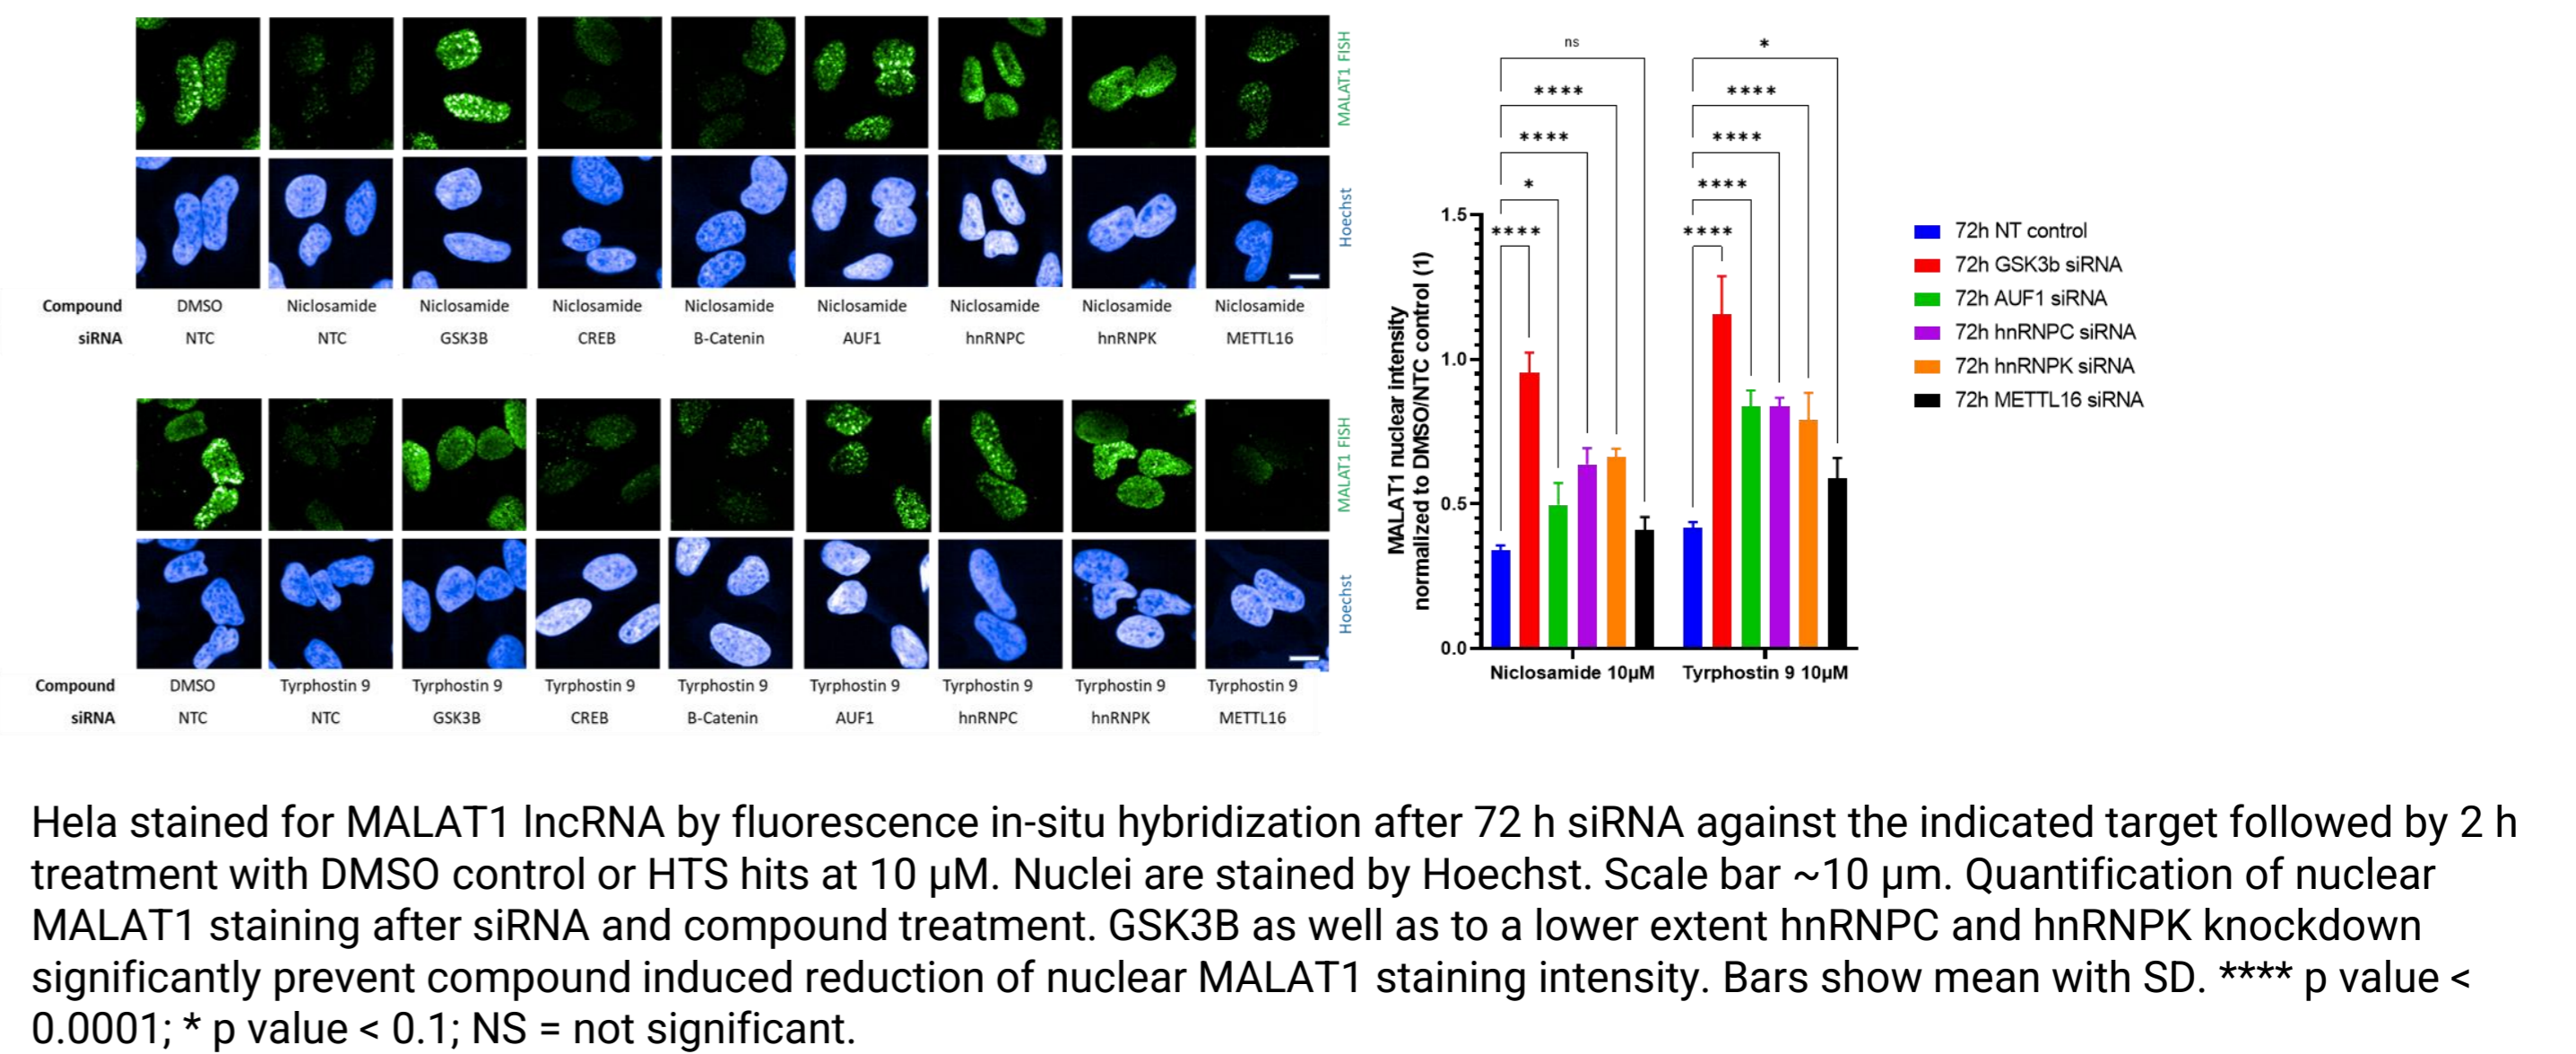 MALAT1 FISH
Hoechst
Compound DMSO Niclosamide Niclosamide Niclosamide Niclosamide Niclosamide Niclosamide Niclosamide Niclosamide
siRNA NTC NTC GSK3B CREB B-Catenin AUF1 hnRNPC hnRNPK METTL16
MALAT1 FISH
Hoechst
Compound DMSO Tyrphostin 9 Tyrphostin 9 Tyrphostin 9 Tyrphostin 9 Tyrphostin 9 Tyrphostin 9 Tyrphostin 9 Tyrphostin 9
siRNA NTC NTC GSK3B CREB B-Catenin AUF1 hnRNPC hnRNPK METTL16
ns *
**** ****
**** ****
* ****
**** ****
MALAT1 nuclear intensity
normalized to DMSO/NTC control (1)
1.5
1.0
0.5
0.0
Niclosamide 10µM Tyrphostin 9 10µM
72h NT control
72h GSK3b siRNA
72h AUF1 siRNA
72h hnRNPC siRNA
72h hnRNPK siRNA
72h METTL16 siRNA
Hela stained for MALAT1 lncRNA by fluorescence in-situ hybridization after 72 h siRNA against the indicated target followed by 2 h
treatment with DMSO control or HTS hits at 10 µM. Nuclei are stained by Hoechst. Scale bar ~10 µm. Quantification of nuclear
MALAT1 staining after siRNA and compound treatment. GSK3B as well as to a lower extent hnRNPC and hnRNPK knockdown
significantly prevent compound induced reduction of nuclear MALAT1 staining intensity. Bars show mean with SD. **** p value <
0.0001; * p value < 0.1; NS = not significant.